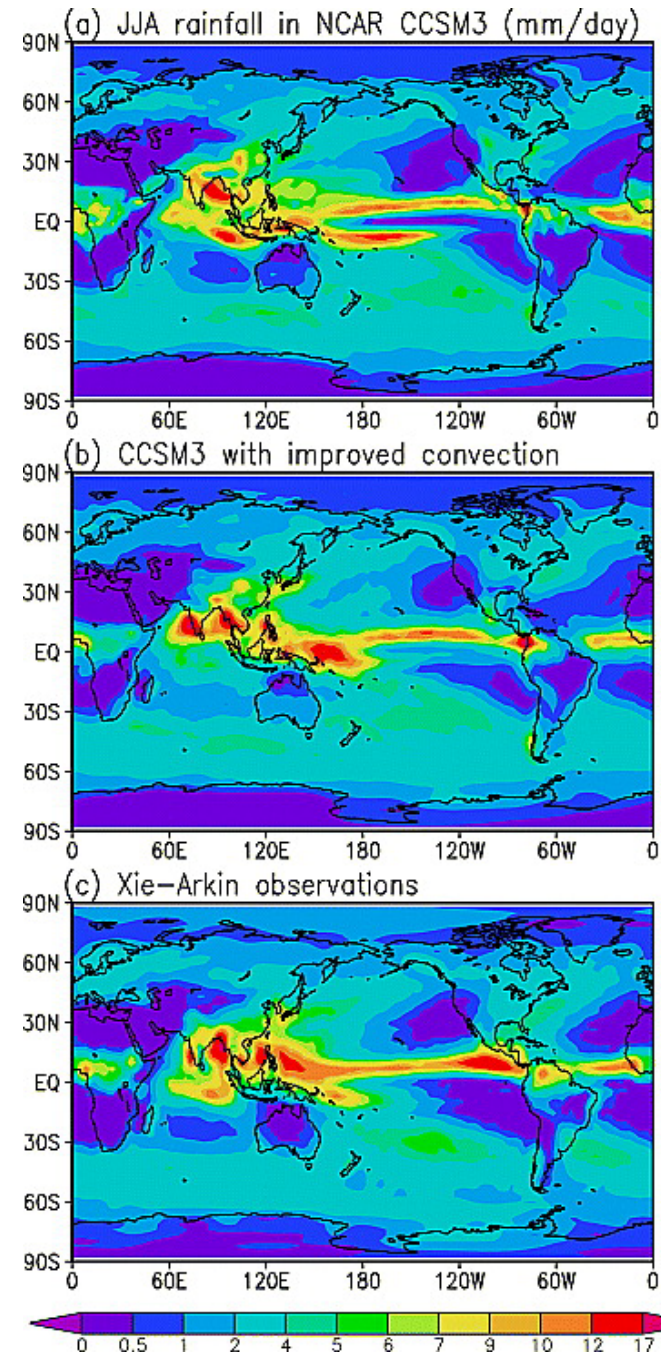 (a) JJA rainfall in NCAR CCSM3 (mm/day)
90N
60N
30N
EQ
30S
60S
90S
0 60E 120E 180 120W 60W 0
(b) CCSM3 with improved convection
90N
60N
30N
EQ
30S
60S
90S
0 60E 120E 180 120W 60W 0
(c) Xie-Arkin observations
90N
60N
30N
EQ
30S
60S
90S
0 60E 120E 180 120W 60W 0
0 0.5 1 2 4 5 6 7 9 10 12 17